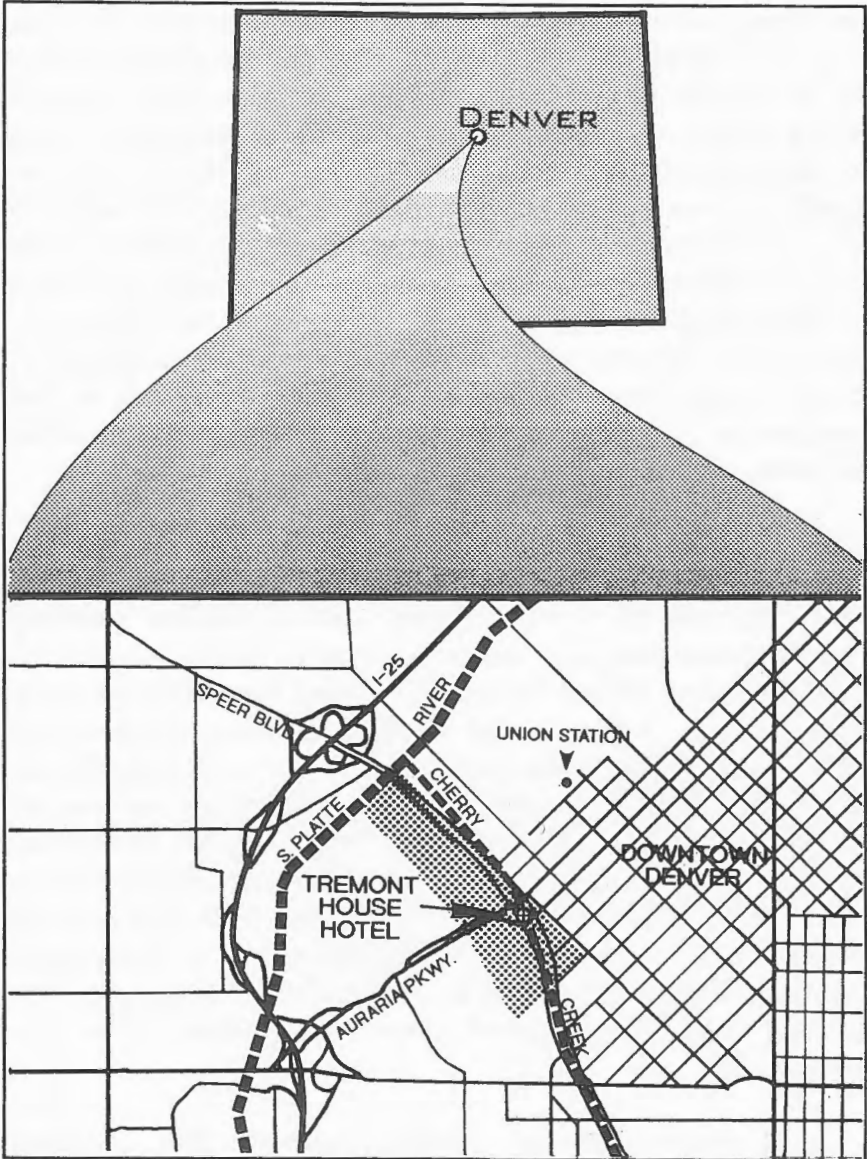 DENVER
I-25
SPEER BLVD
RIVER
UNION STATION
CHERRY
S. PLATTE
DOWNTOWN
DENVER
TREMONT
HOUSE
HOTEL
AURARIA PKWY.
CREEK